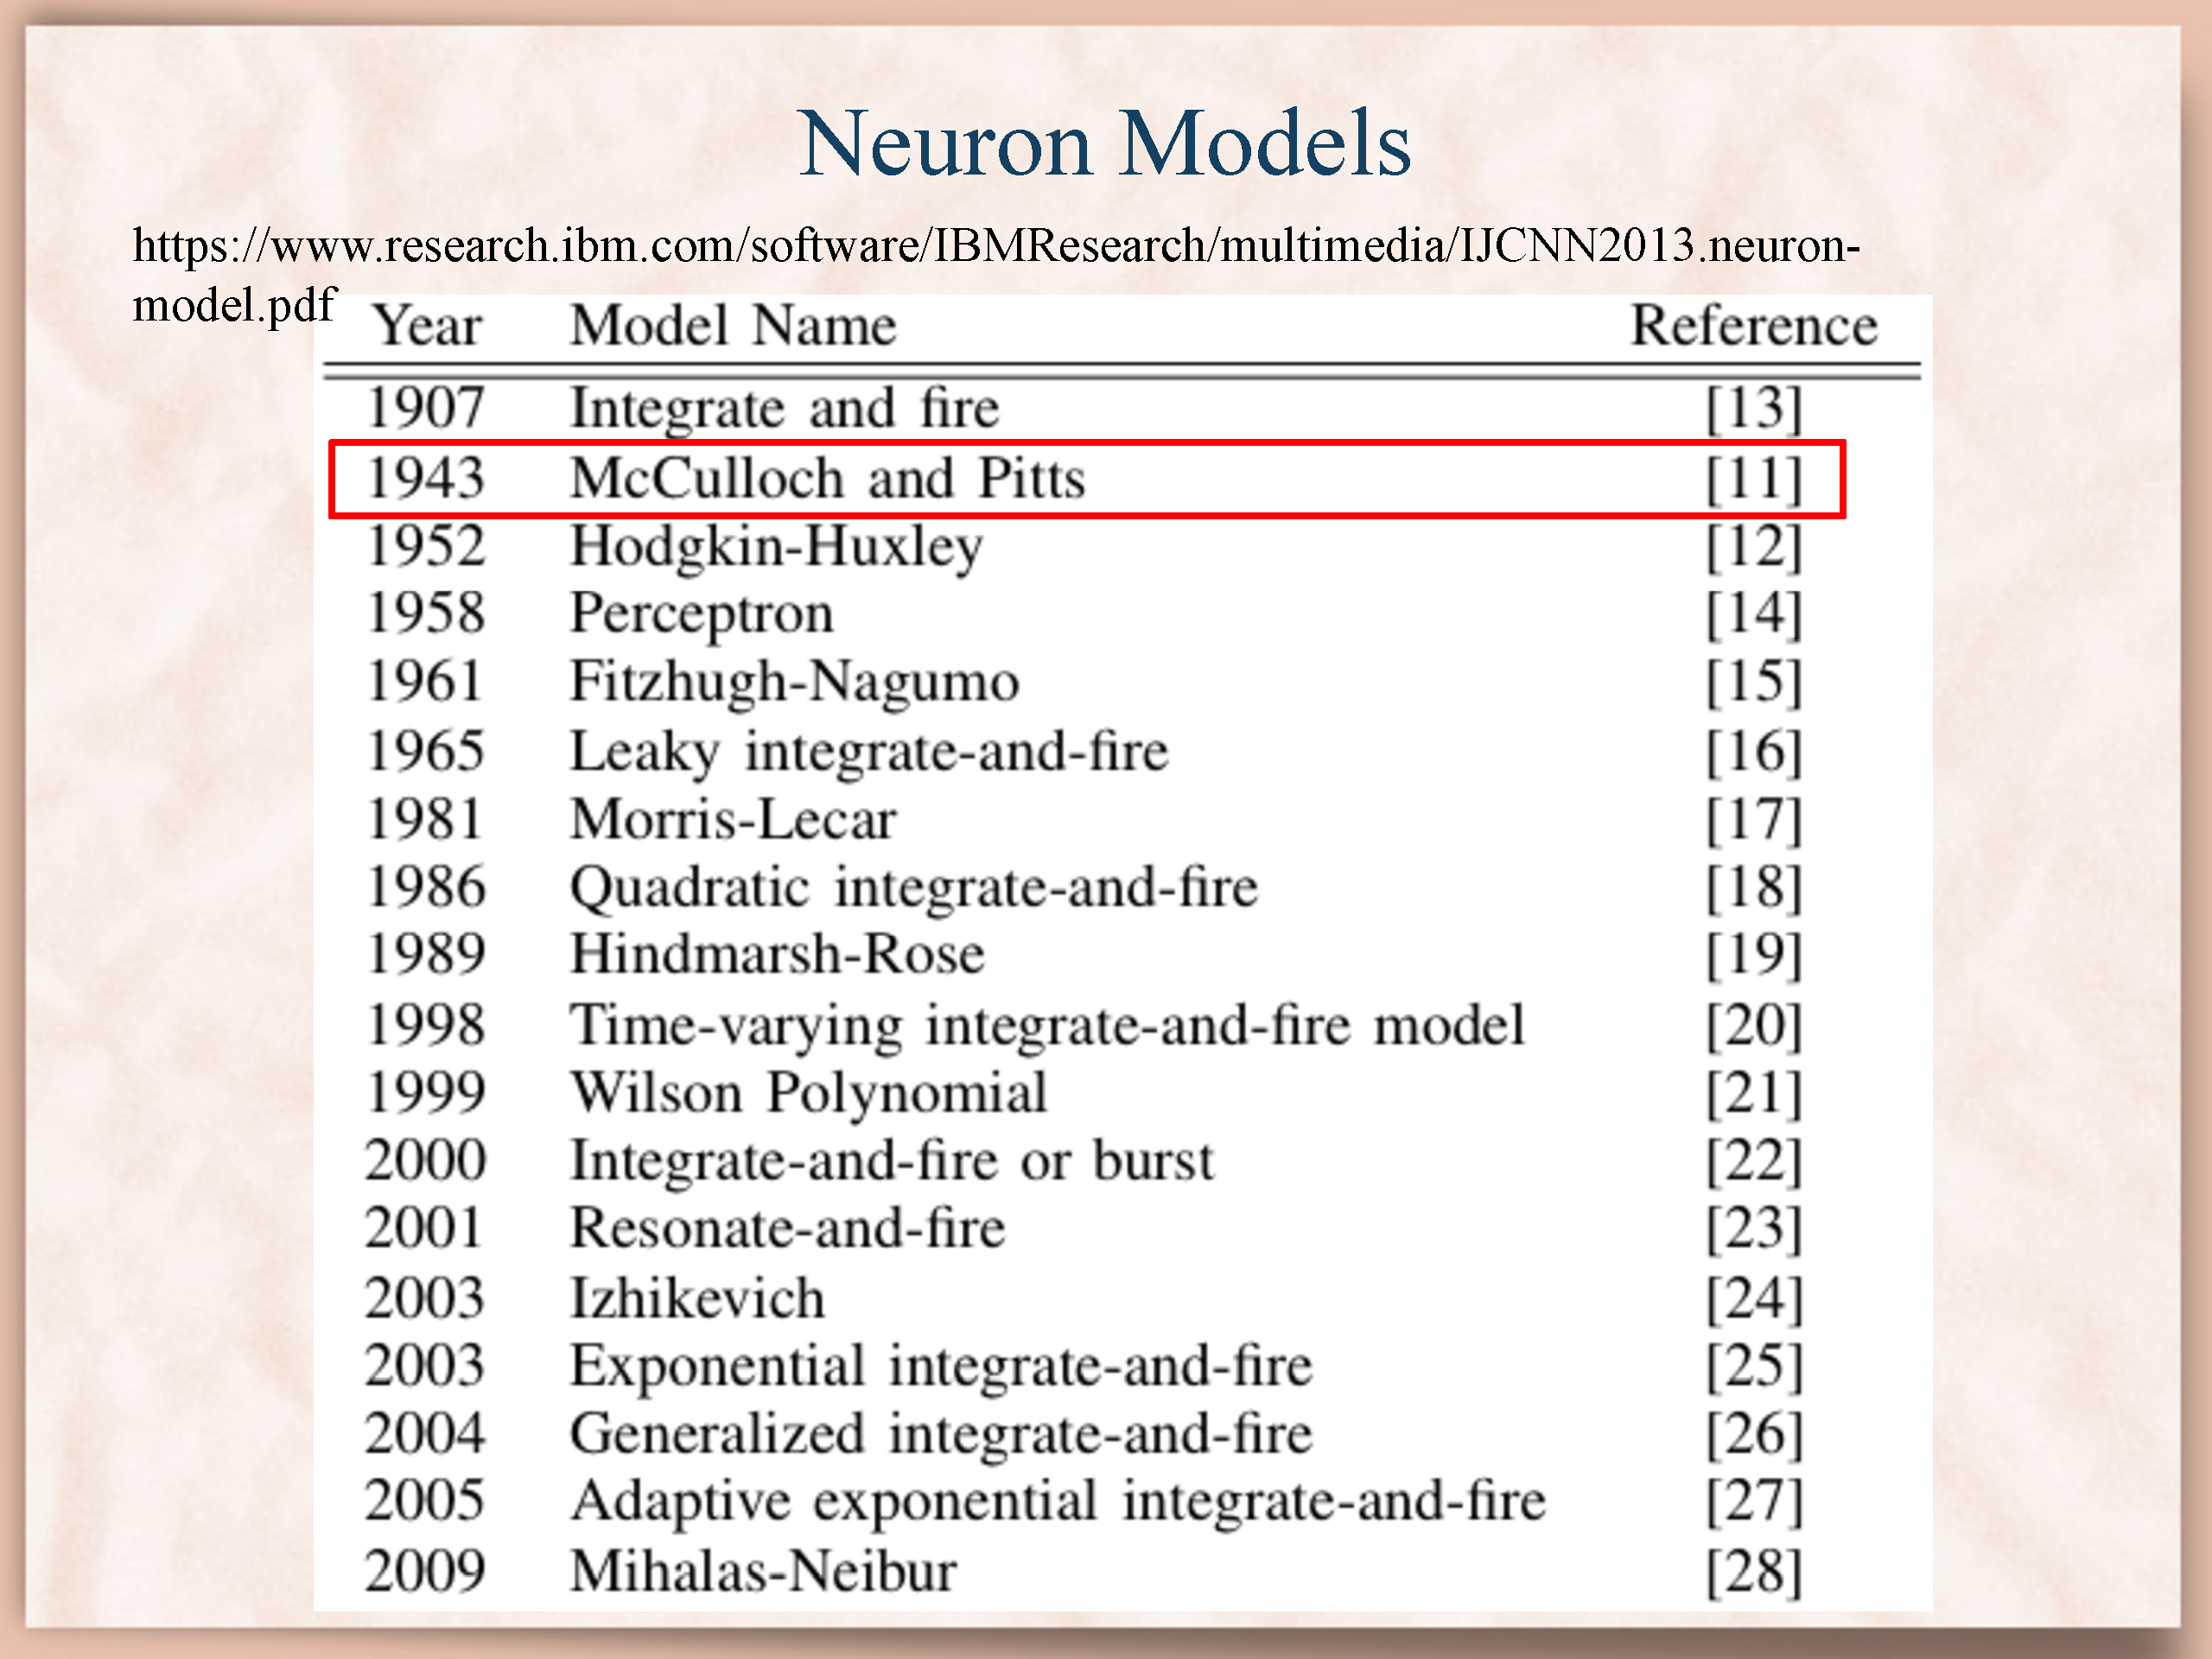 Neuron Models
https://www.research.ibm.com/software/IBMResearch/multimedia/IJCNN2013.neuron-
model.pdf
Year Model Name Reference
1907 Integrate and fire [13]
1943 McCulloch and Pitts [11]
1952 Hodgkin-Huxley [12]
1958 Perceptron [14]
1961 Fitzhugh-Nagumo [15]
1965 Leaky integrate-and-fire [16]
1981 Morris-Lecar [17]
1986 Quadratic integrate-and-fire [18]
1989 Hindmarsh-Rose [19]
1998 Time-varying integrate-and-fire model [20]
1999 Wilson Polynomial [21]
2000 Integrate-and-fire or burst [22]
2001 Resonate-and-fire [23]
2003 Izhikevich [24]
2003 Exponential integrate-and-fire [25]
2004 Generalized integrate-and-fire [26]
2005 Adaptive exponential integrate-and-fire [27]
2009 Mihalas-Neibur [28]